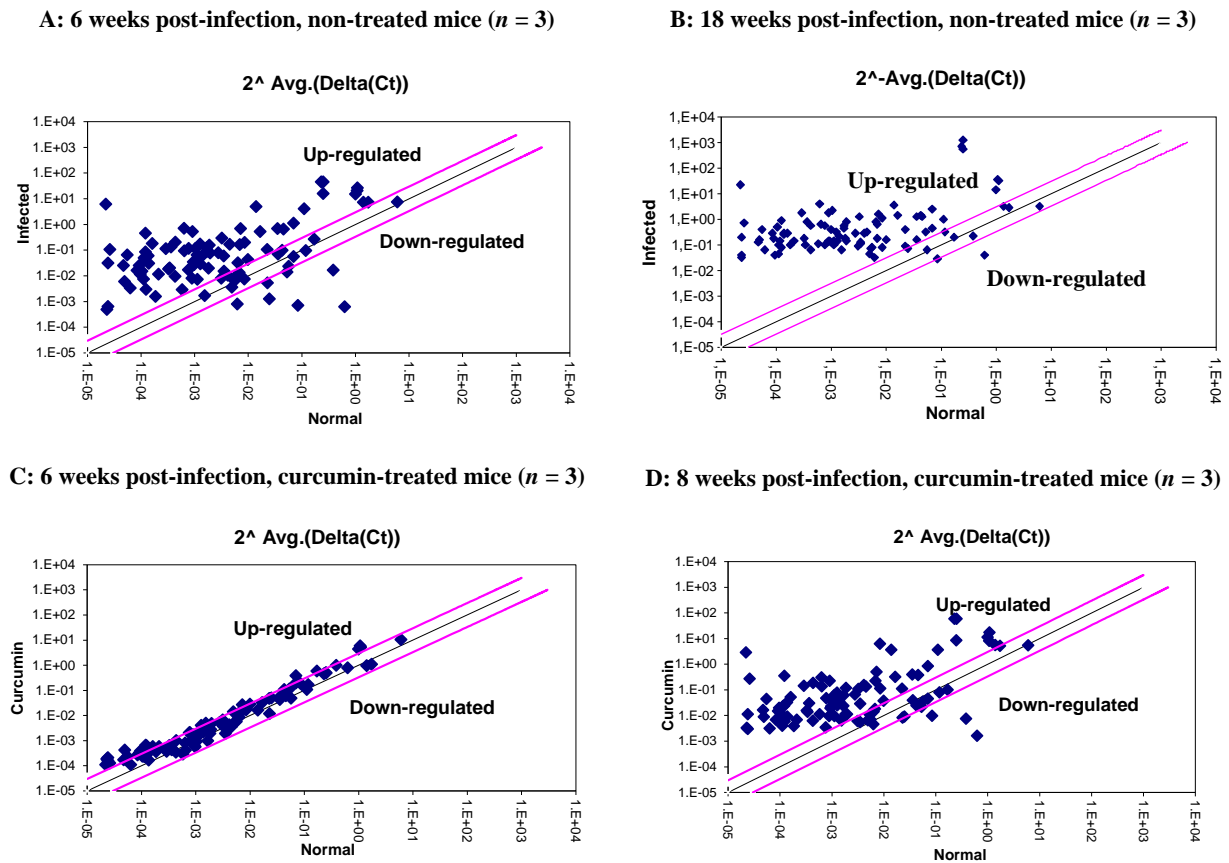 A: 6 weeks post-infection, non-treated mice (n = 3)
2^ Avg.(Delta(Ct))
1.E+04
1.E+03
1.E+02
1.E+01
1.E+00
1.E-01
1.E-02
1.E-03
1.E-04
1.E-05
Infected
Up-regulated
Down-regulated
1.E-05
1.E-04
1.E-03
1.E-02
1.E-01
1.E+00
1.E+01
1.E+02
1.E+03
1.E+04
Normal
B: 18 weeks post-infection, non-treated mice (n = 3)
2^-Avg.(Delta(Ct))
1,E+04
1,E+03
1,E+02
1,E+01
1,E+00
1,E-01
1,E-02
1,E-03
1,E-04
1,E-05
Infected
Up-regulated
Down-regulated
1,E-05
1,E-04
1,E-03
1,E-02
1,E-01
1,E+00
1,E+01
1,E+02
1,E+03
1,E+04
Normal
C: 6 weeks post-infection, curcumin-treated mice (n = 3)
2^ Avg.(Delta(Ct))
1.E+04
1.E+03
1.E+02
1.E+01
1.E+00
1.E-01
1.E-02
1.E-03
1.E-04
1.E-05
Curcumin
Up-regulated
Down-regulated
1.E-05
1.E-04
1.E-03
1.E-02
1.E-01
1.E+00
1.E+01
1.E+02
1.E+03
1.E+04
Normal
D: 8 weeks post-infection, curcumin-treated mice (n = 3)
2^ Avg.(Delta(Ct))
1.E+04
1.E+03
1.E+02
1.E+01
1.E+00
1.E-01
1.E-02
1.E-03
1.E-04
1.E-05
Curcumin
Up-regulated
Down-regulated
1.E-05
1.E-04
1.E-03
1.E-02
1.E-01
1.E+00
1.E+01
1.E+02
1.E+03
1.E+04
Normal